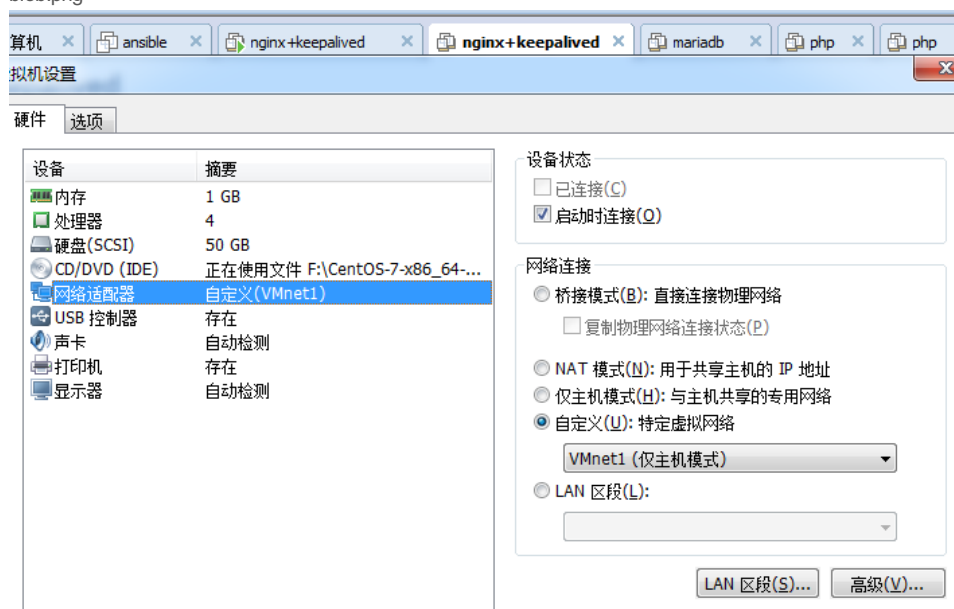 算机 ansible nginx+keepalived nginx+keepalived mariadb php php
拟机设置
硬件 选项
设备 摘要
内存 1 GB
处理器 4
硬盘(SCSI) 50 GB
CD/DVD (IDE) 正在使用文件 F:\CentOS-7-x86_64-...
网络适配器 自定义(VMnet1)
USB 控制器 存在
声卡 自动检测
打印机 存在
显示器 自动检测
设备状态
已连接(C)
启动时连接(O)
网络连接
桥接模式(B): 直接连接物理网络
复制物理网络连接状态(P)
NAT 模式(N): 用于共享主机的 IP 地址
仅主机模式(H): 与主机共享的专用网络
自定义(U): 特定虚拟网络
VMnet1 (仅主机模式)
LAN 区段(L):
LAN 区段(S)... 高级(V)...